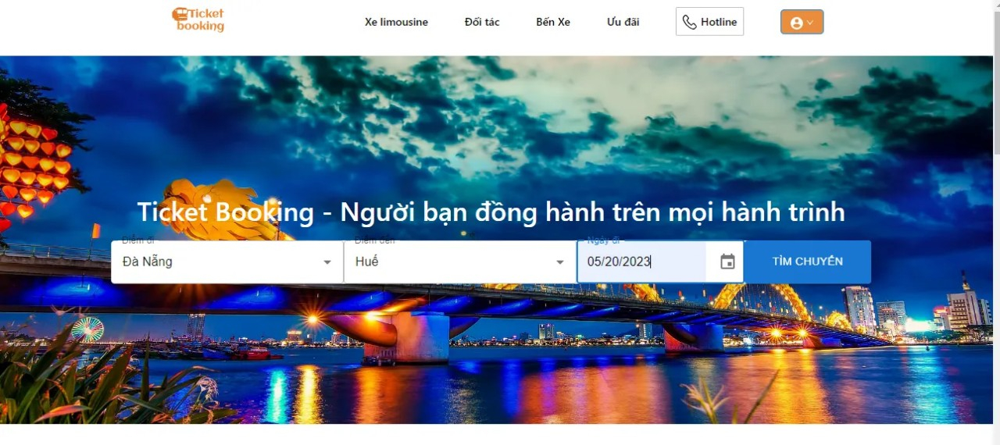 Ticket
booking
Xe limousine
Đối tác
Bến Xe
Ưu đãi
Hotline
Ticket Booking - Người bạn đồng hành trên mọi hành trình
Điểm đi
Điểm đến
Ngày đi
Đà Nẵng
Huế
05/20/2023
TÌM CHUYẾN